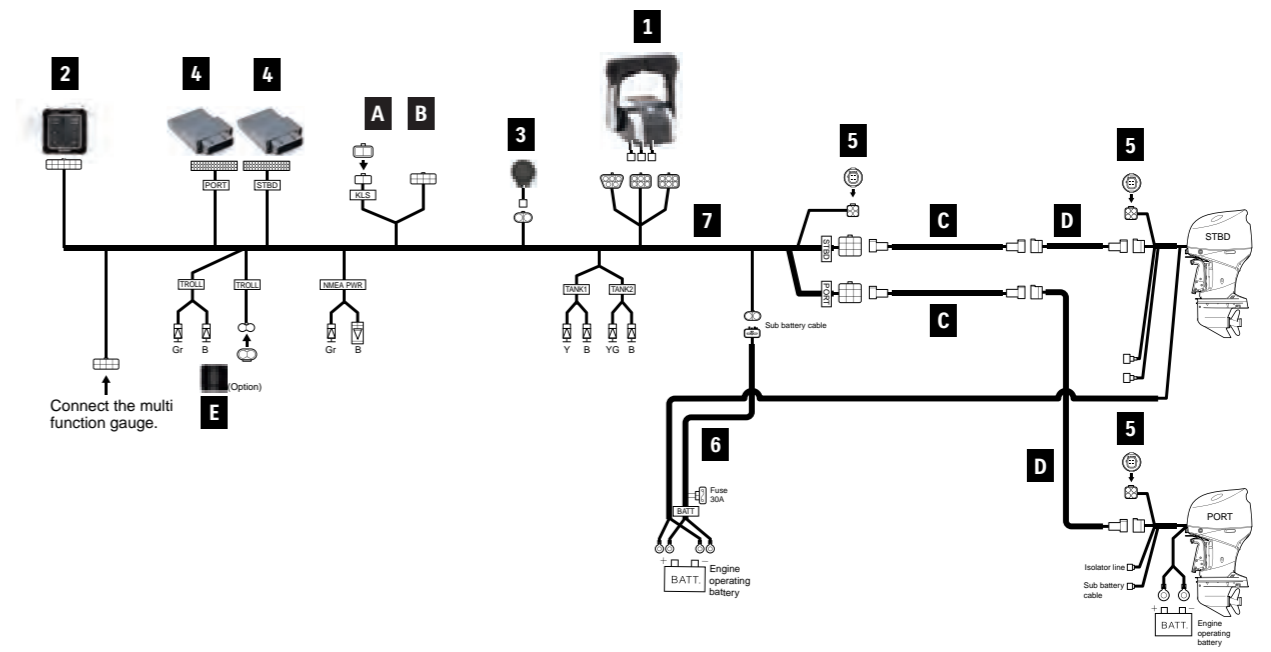 1
2
4
4
A
B
3
5
5
PORT
STBD
KLS
7
C
D
STBD
STBD
PORT
C
TROLL
TROLL
NMEA PWR
TANK1
TANK2
Sub battery cable
Gr
B
Gr
B
Y
B
YG
B
(Option)
E
Connect the multi
function gauge.
6
5
D
Fuse
30A
BATT
PORT
+
−
BATT.
Engine
operating
battery
Isolator line
Sub battery
cable
+
−
BATT.
Engine
operating
battery